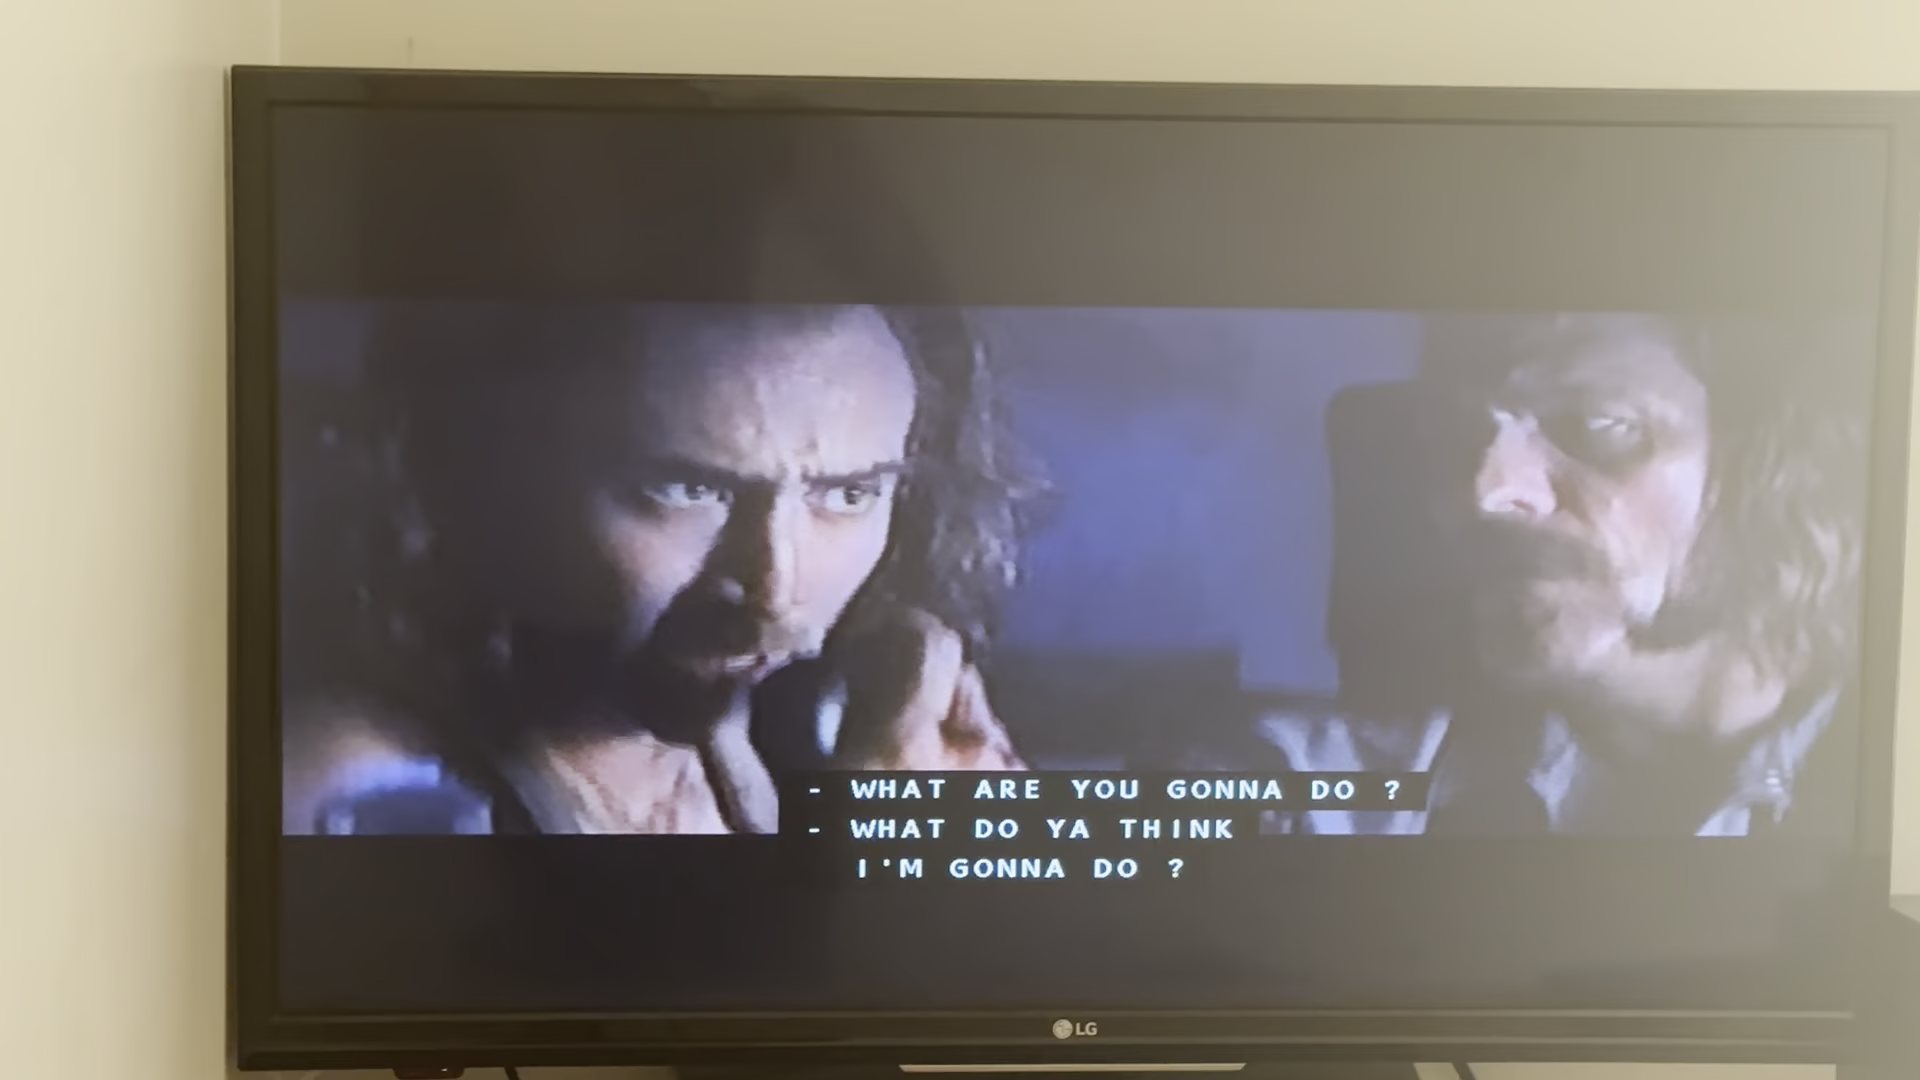 - WHAT ARE YOU GONNA DO ?
- WHAT DO YA THINK
I'M GONNA DO ?
LG